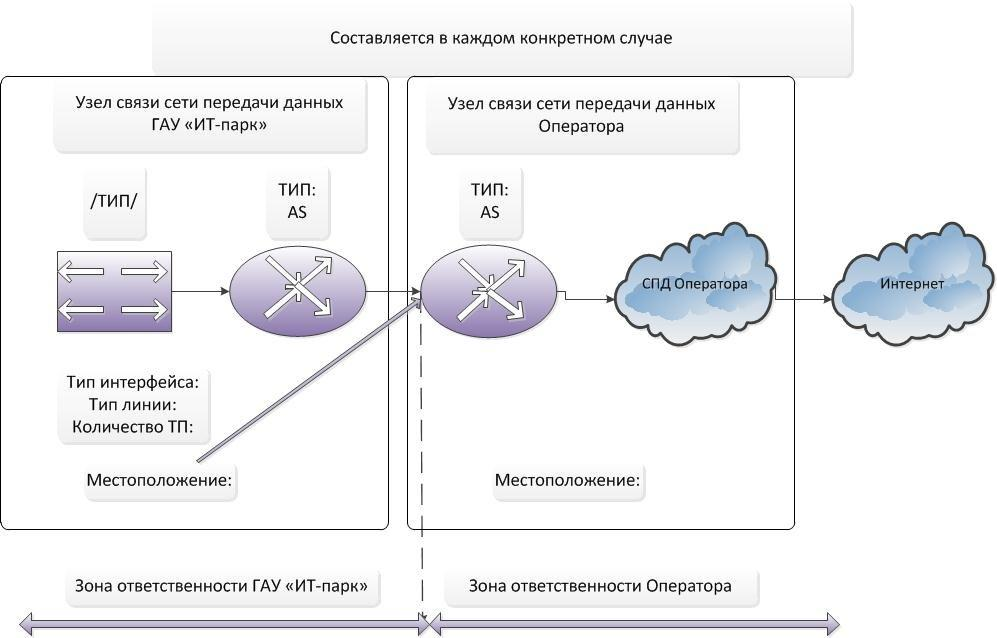 Составляется в каждом конкретном случае
Узел связи сети передачи данных
ГАУ «ИТ-парк»
Узел связи сети передачи данных
Оператора
/ТИП/
ТИП:
AS
ТИП:
AS
СПД Оператора
Интернет
Тип интерфейса:
Тип линии:
Количество ТП:
Местоположение:
Местоположение:
Зона ответственности ГАУ «ИТ-парк»
Зона ответственности Оператора